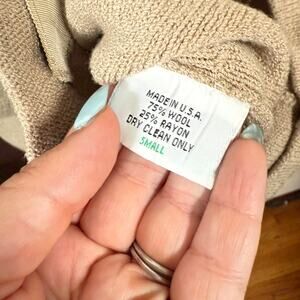 MADE IN U.S.A.
75% WOOL
25% RAYON
DRY CLEAN ONLY
SMALL